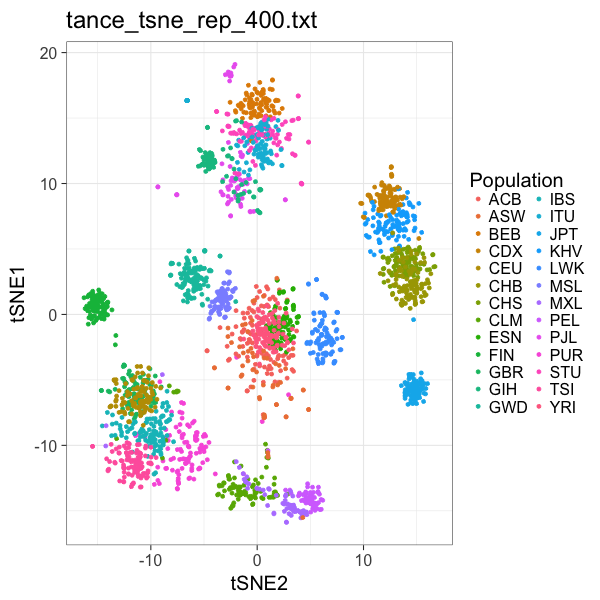 tance_tsne_rep_400.txt
20
10
0
-10
tSNE1
-10
0
10
tSNE2
Population
ACB IBS
ASW ITU
BEB JPT
CDX KHV
CEU LWK
CHB MSL
CHS MXL
CLM PEL
ESN PJL
FIN PUR
GBR STU
GIH TSI
GWD YRI